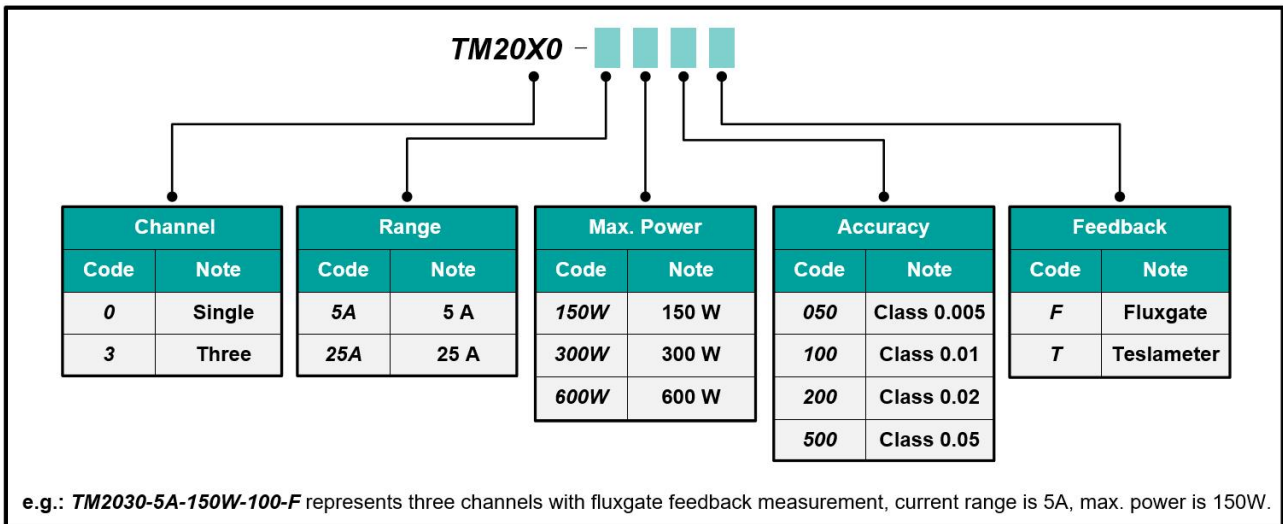 TM20X0 -
Channel
Code Note
0 Single
3 Three
Range
Code Note
5A 5 A
25A 25 A
Max. Power
Code Note
150W 150 W
300W 300 W
600W 600 W
Accuracy
Code Note
050 Class 0.005
100 Class 0.01
200 Class 0.02
500 Class 0.05
Feedback
Code Note
F Fluxgate
T Teslameter
e.g.: TM2030-5A-150W-100-F represents three channels with fluxgate feedback measurement, current range is 5A, max. power is 150W.